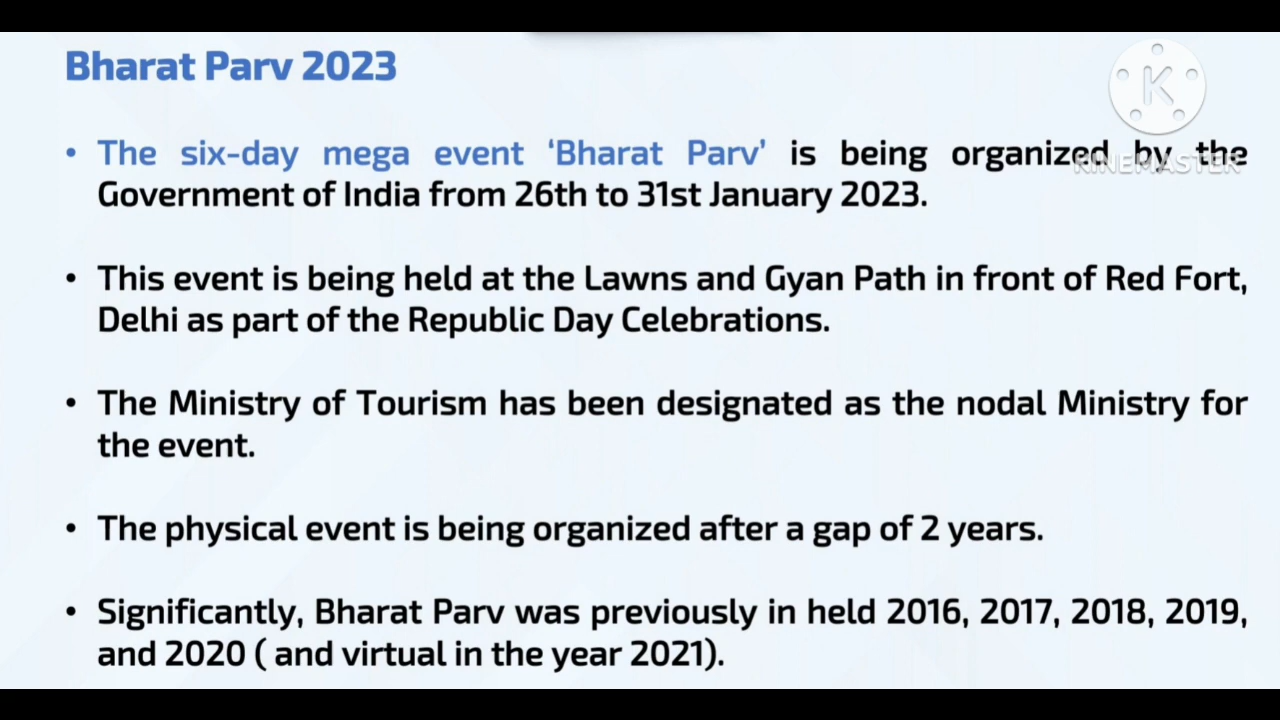 Bharat Parv 2023
K
• The six-day mega event ‘Bharat Parv’ is being organized by the
KINEMASTER
Government of India from 26th to 31st January 2023.
• This event is being held at the Lawns and Gyan Path in front of Red Fort,
Delhi as part of the Republic Day Celebrations.
• The Ministry of Tourism has been designated as the nodal Ministry for
the event.
• The physical event is being organized after a gap of 2 years.
• Significantly, Bharat Parv was previously in held 2016, 2017, 2018, 2019,
and 2020 ( and virtual in the year 2021).